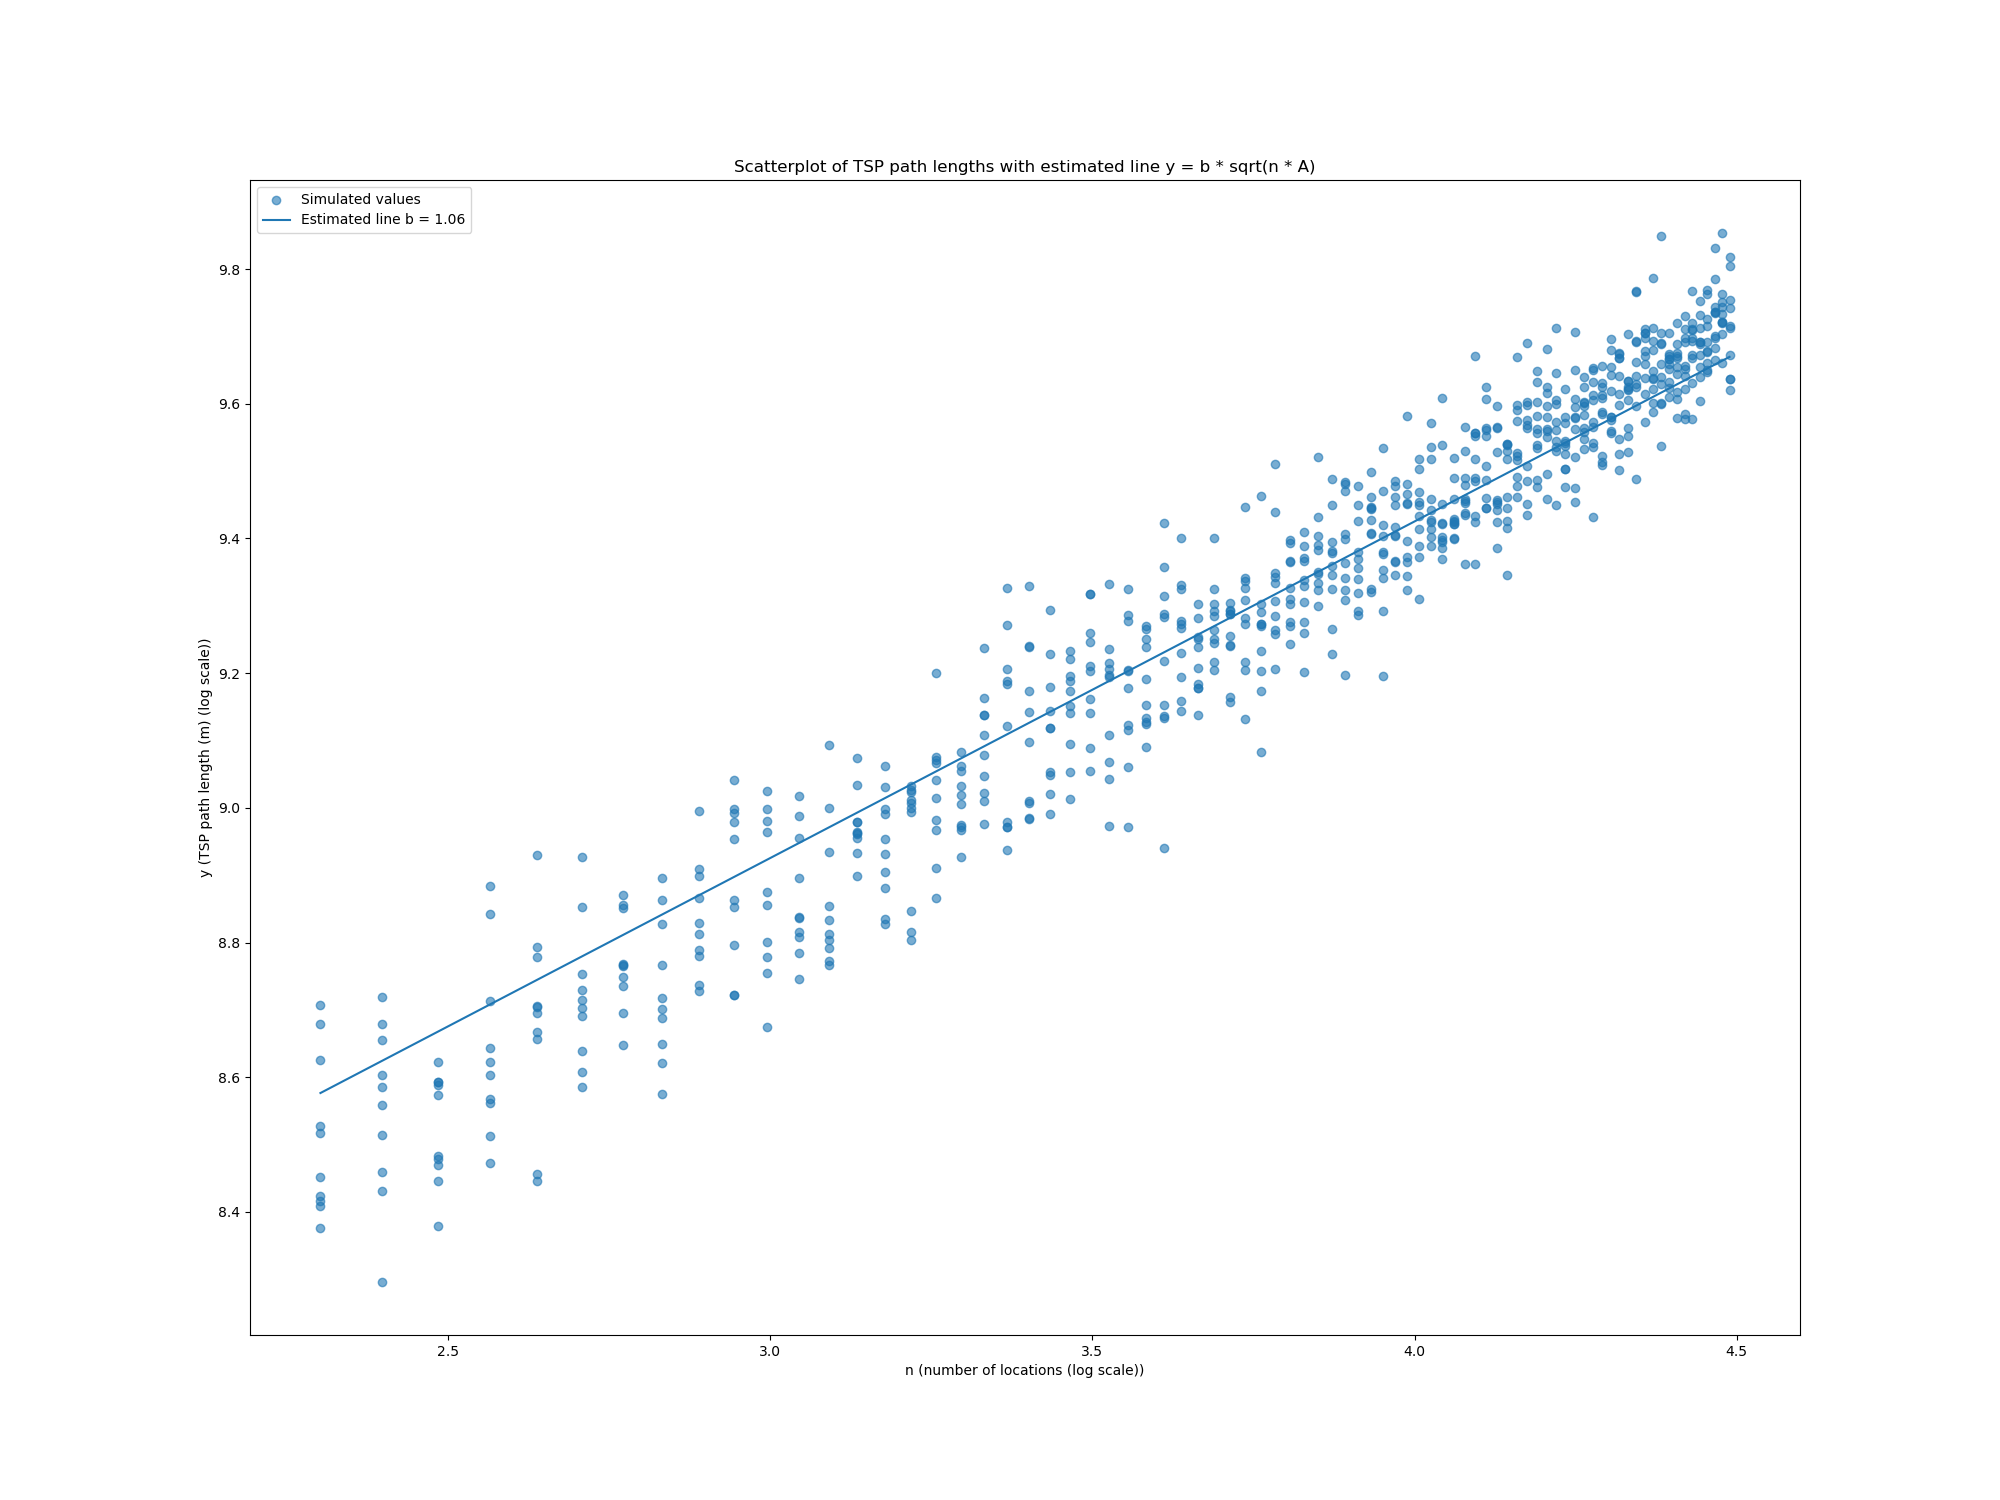 Scatterplot of TSP path lengths with estimated line y = b * sqrt(n * A)
Simulated values
Estimated line b = 1.06
9.8
9.6
9.4
9.2
9.0
8.8
8.6
8.4
y (TSP path length (m) (log scale))
2.5 3.0 3.5 4.0 4.5
n (number of locations (log scale))